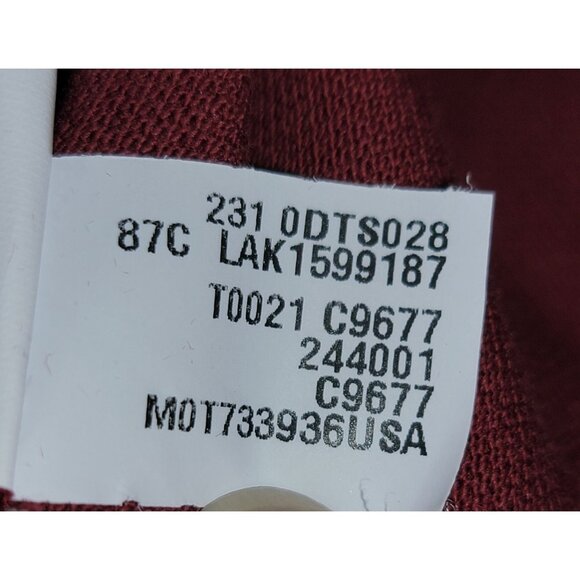 231 0DTS028
87C LAK1599187
T0021 C9677
244001
C9677
M0T733936USA